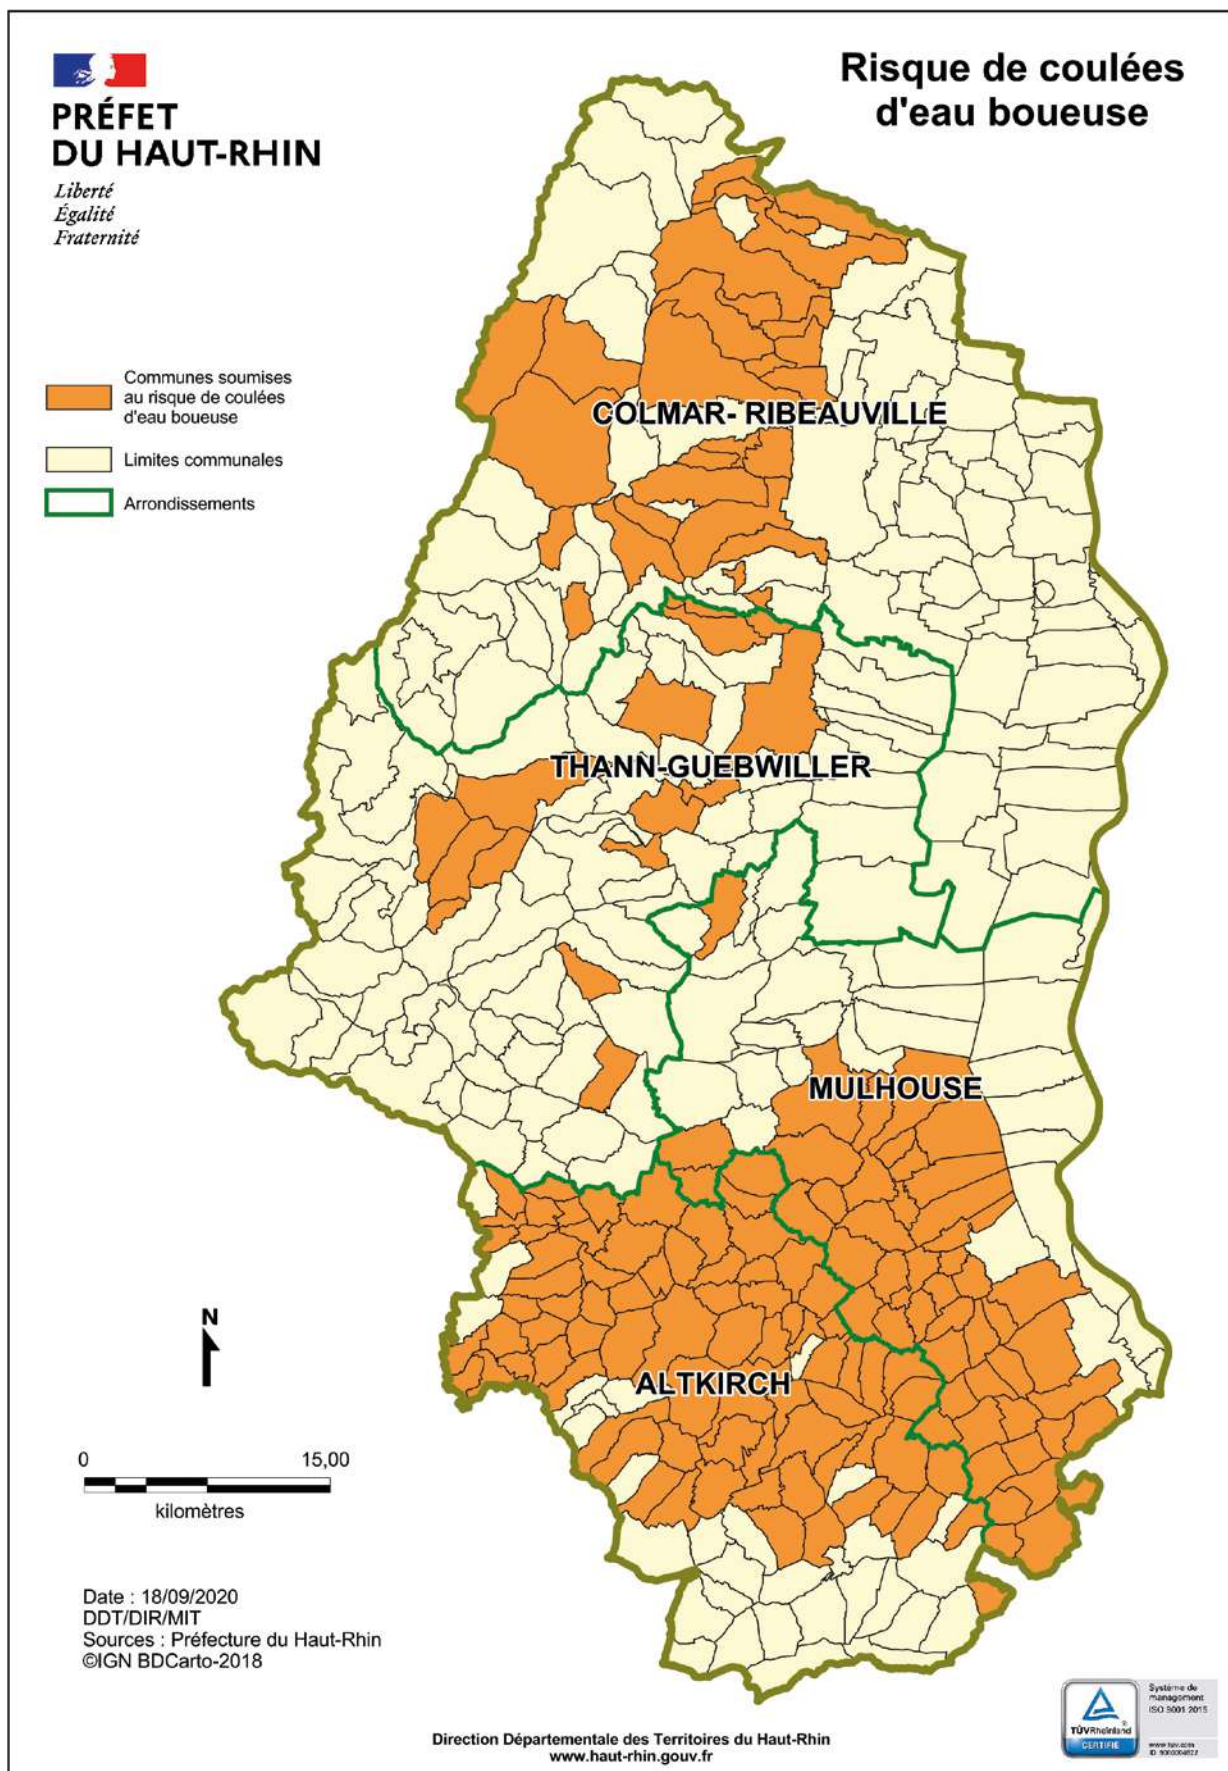 PRÉFET
DU HAUT-RHIN
Liberté
Égalité
Fraternité
Risque de coulées
d'eau boueuse
Communes soumises
au risque de coulées
d'eau boueuse
Limites communales
Arrondissements
COLMAR- RIBEAUVILLE
THANN-GUEBWILLER
MULHOUSE
ALTKIRCH
N
0 15,00
kilomètres
Date : 18/09/2020
DDT/DIR/MIT
Sources : Préfecture du Haut-Rhin
©IGN BDCarto-2018
Direction Départementale des Territoires du Haut-Rhin
www.haut-rhin.gouv.fr
TÜVRheinland®
CERTIFIÉ
Système de
management
ISO 9001 2015
www.tuv.com